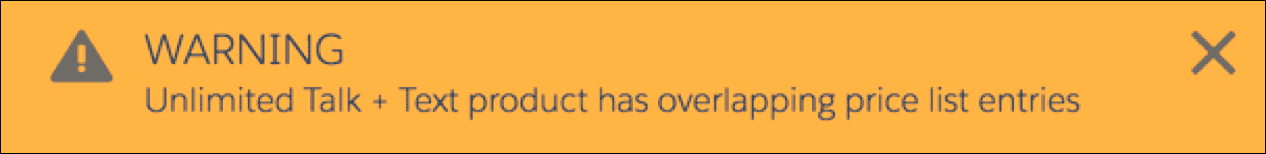 WARNING
Unlimited Talk + Text product has overlapping price list entries